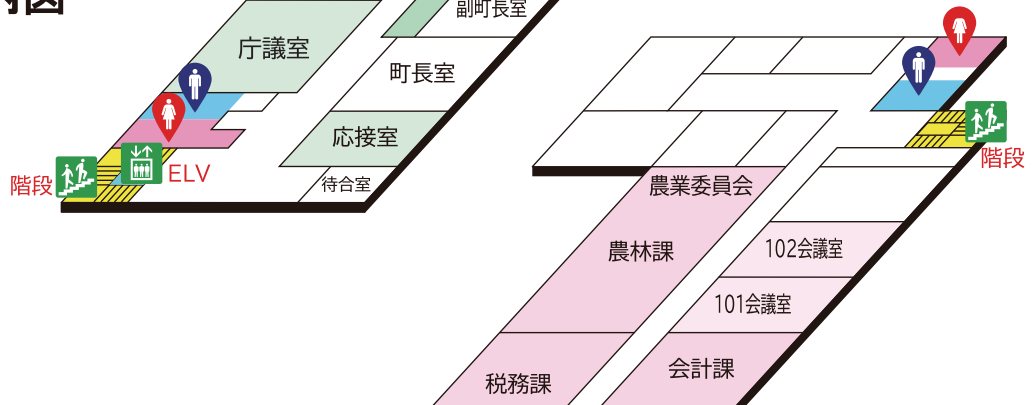 内図
副町長室
庁議室
町長室
応接室
待合室
ELV
階段
階段
農業委員会
農林課
102会議室
101会議室
会計課
税務課